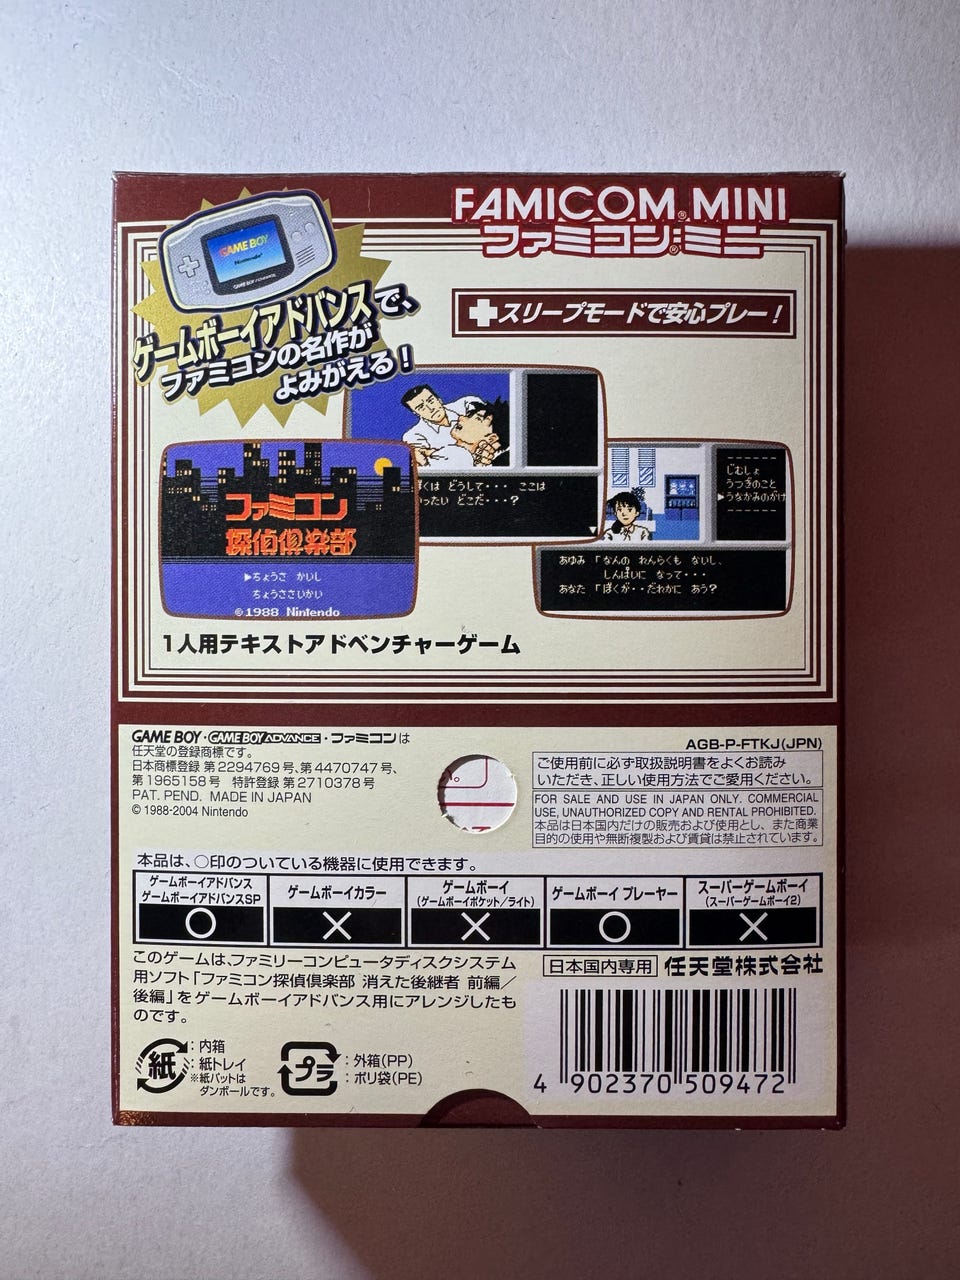 FAMICOM® MINI
ファミコン®ミニ
GAME BOY
Nintendo®
GAME BOY ADVANCE
ゲームボーイアドバンスで、
ファミコンの名作が
よみがえる!
スリープモードで安心プレー!
くは どうして・・・ ここは
ったい どこだ・・・?
じむしょ
うつぎのこと
▶うなかみのがけ
あゆみ 「なんの れんらくも ないし、
しんぱいに なって・・・
あなた 「ぼくが・・だれかに あう?
ファミコン
探偵倶楽部
▶ちょうさ かいし
ちょうささいかい
©1988 Nintendo
1人用テキストアドベンチャーゲーム
GAME BOY・GAME BOY ADVANCE・ファミコンは
任天堂の登録商標です。
日本商標登録 第2294769号、第4470747号、
第1965158号 特許登録 第2710378号
PAT. PEND. MADE IN JAPAN
© 1988-2004 Nintendo
AGB-P-FTKJ(JPN)
ご使用前に必ず取扱説明書をよくお読み
いただき、正しい使用方法でご愛用ください。
FOR SALE AND USE IN JAPAN ONLY. COMMERCIAL
USE, UNAUTHORIZED COPY AND RENTAL PROHIBITED.
本品は日本国内だけの販売および使用とし、また商業
目的の使用や無断複製および賃貸は禁止されています。
本品は、○印のついている機器に使用できます。
ゲームボーイアドバンス
ゲームボーイアドバンスSP
○
ゲームボーイカラー
×
ゲームボーイ
(ゲームボーイポケット/ライト)
×
ゲームボーイ プレーヤー
○
スーパーゲームボーイ
(スーパーゲームボーイ2)
×
このゲームは、ファミリーコンピュータディスクシステム
用ソフト「ファミコン探偵倶楽部 消えた後継者 前編/
後編」をゲームボーイアドバンス用にアレンジしたも
のです。
日本国内専用 任天堂株式会社
紙
:内箱
:紙トレイ
※紙パットは
ダンボールです。
プラ
:外箱(PP)
:ポリ袋(PE)
4 902370 509472